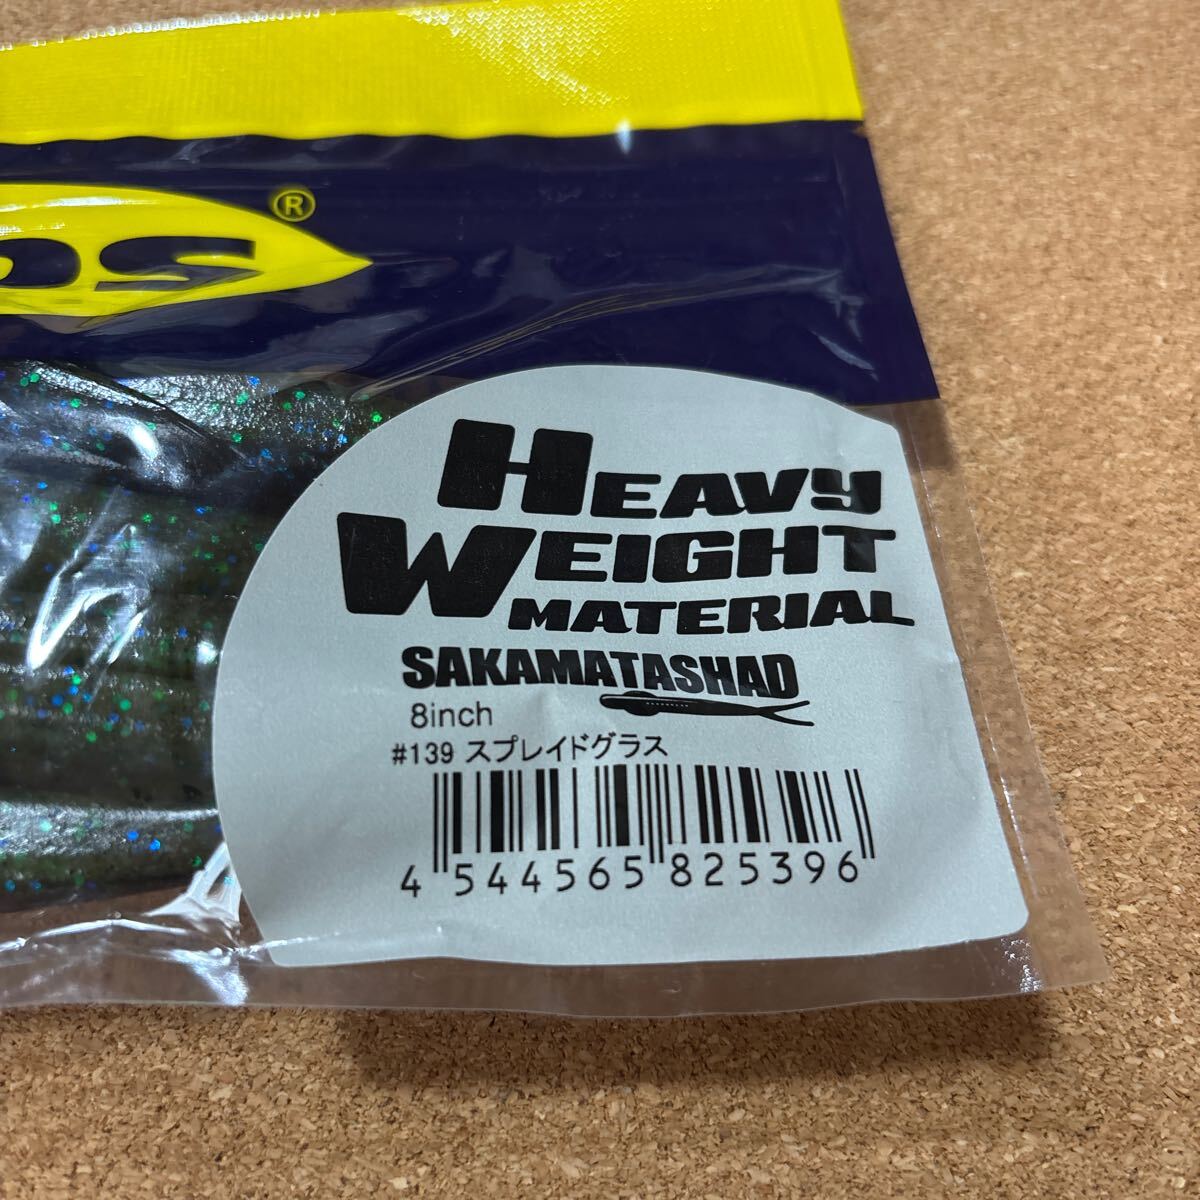 ®
HEAVY
WEIGHT
MATERIAL
SAKAMATASHAD
8inch
#139 スプレイドグラス
4 544565 825396